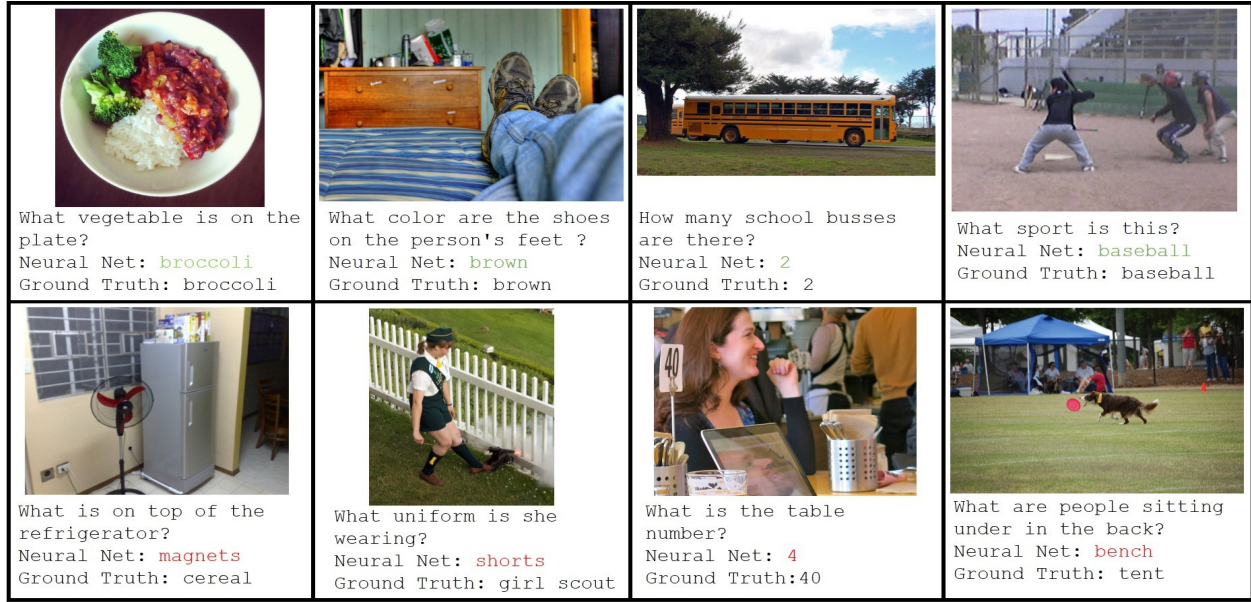 What vegetable is on the
plate?
Neural Net: broccoli
Ground Truth: broccoli
What color are the shoes
on the person's feet ?
Neural Net: brown
Ground Truth: brown
How many school busses
are there?
Neural Net: 2
Ground Truth: 2
What sport is this?
Neural Net: baseball
Ground Truth: baseball
What is on top of the
refrigerator?
Neural Net: magnets
Ground Truth: cereal
What uniform is she
wearing?
Neural Net: shorts
Ground Truth: girl scout
40
What is the table
number?
Neural Net: 4
Ground Truth:40
What are people sitting
under in the back?
Neural Net: bench
Ground Truth: tent